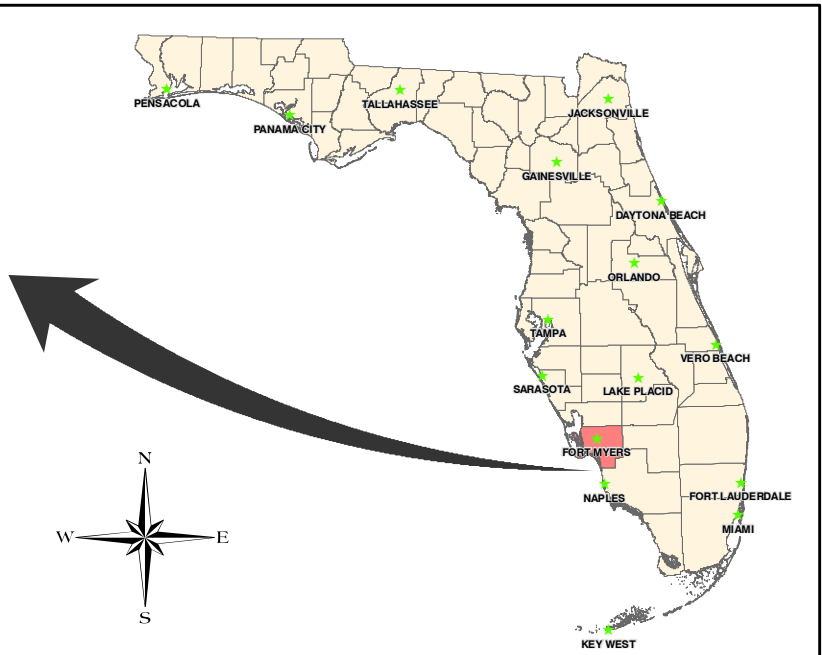 PENSACOLA
TALLAHASSEE
PANAMA CITY
JACKSONVILLE
GAINESVILLE
DAYTONA BEACH
ORLANDO
TAMPA
VERO BEACH
SARASOTA
LAKE PLACID
FORT MYERS
NAPLES
FORT LAUDERDALE
MIAMI
KEY WEST
N
W
E
S